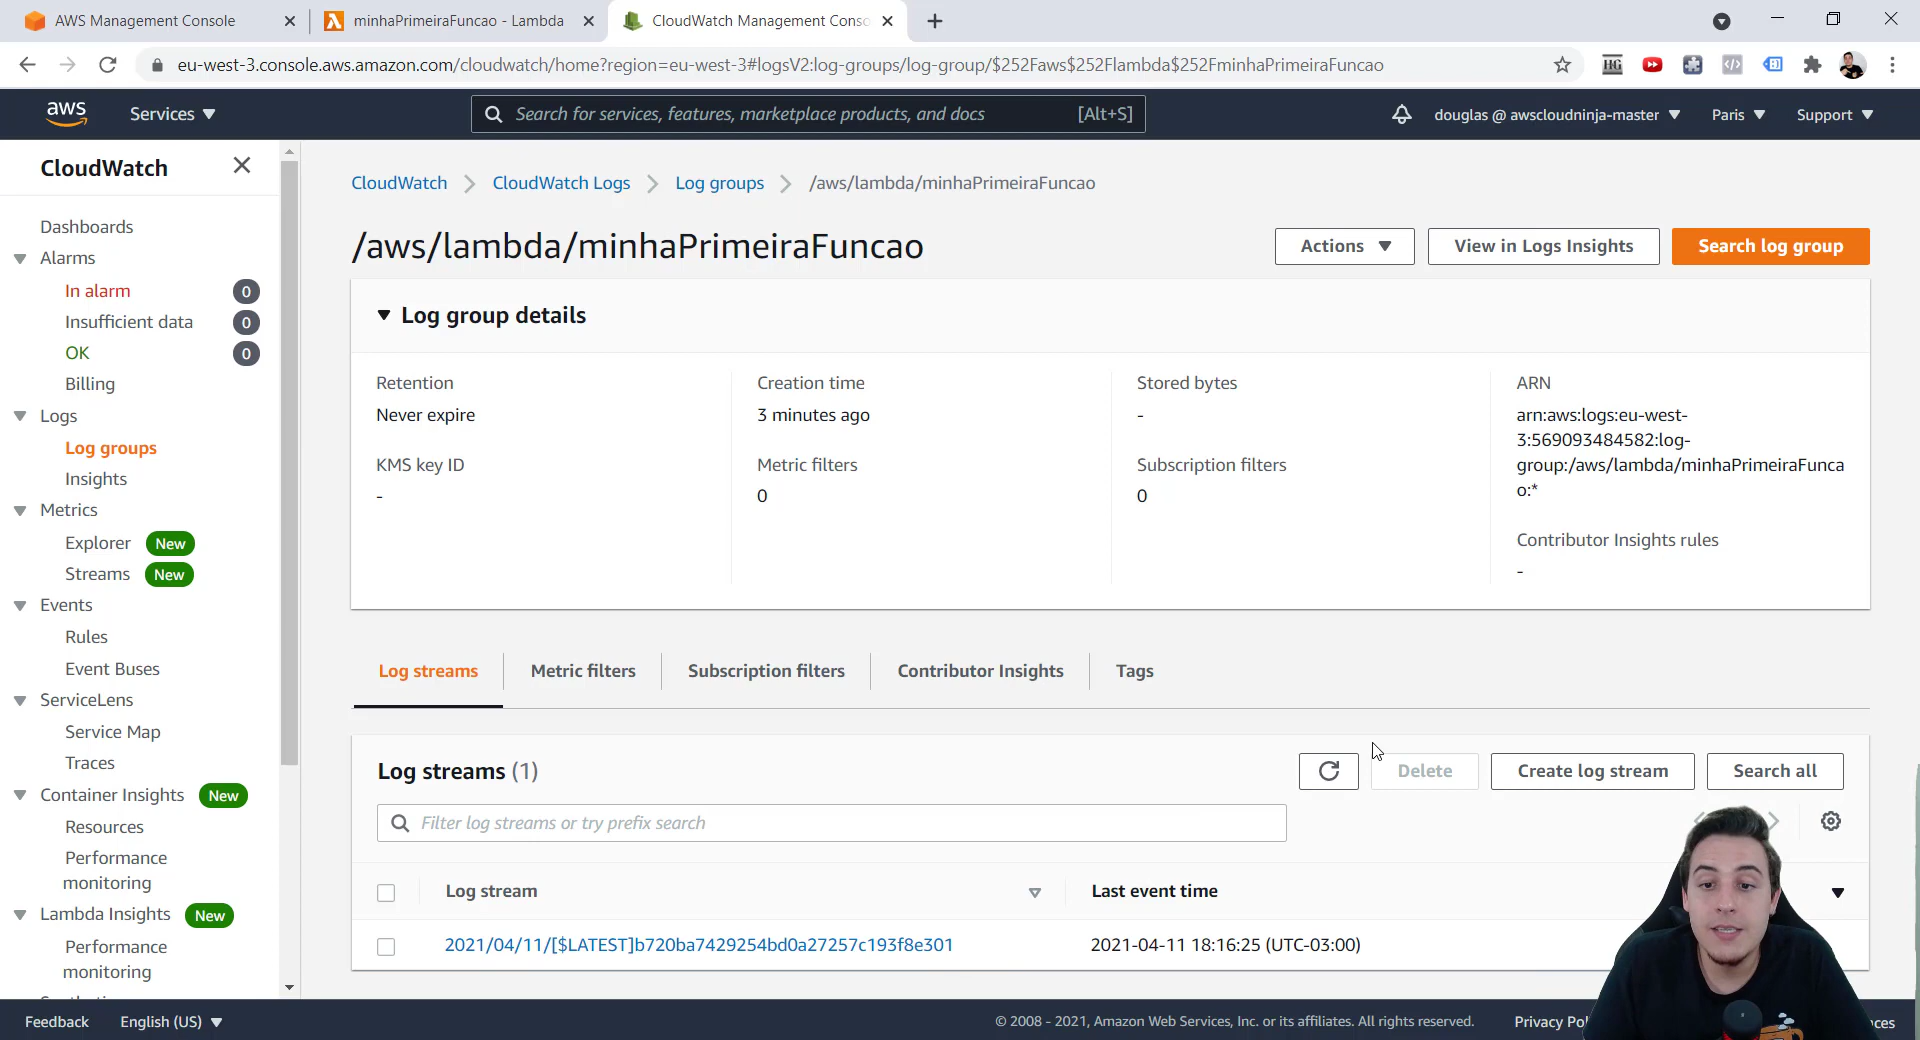 AWS Management Console
minhaPrimeiraFuncao - Lambda
CloudWatch Management Conso
eu-west-3.console.aws.amazon.com/cloudwatch/home?region=eu-west-3#logsV2:log-groups/log-group/$252Faws$252Flambda$252FminhaPrimeiraFuncao
aws
Services
Search for services, features, marketplace products, and docs
[Alt+S]
douglas @ awscloudninja-master
Paris
Support
CloudWatch
Dashboards
Alarms
In alarm 0
Insufficient data 0
OK 0
Billing
Logs
Log groups
Insights
Metrics
Explorer New
Streams New
Events
Rules
Event Buses
ServiceLens
Service Map
Traces
Container Insights New
Resources
Performance
monitoring
Lambda Insights New
Performance
monitoring
CloudWatch
CloudWatch Logs
Log groups
/aws/lambda/minhaPrimeiraFuncao
/aws/lambda/minhaPrimeiraFuncao
Actions
View in Logs Insights
Search log group
Log group details
Retention
Never expire
KMS key ID
-
Creation time
3 minutes ago
Metric filters
0
Stored bytes
-
Subscription filters
0
ARN
arn:aws:logs:eu-west-
3:569093484582:log-
group:/aws/lambda/minhaPrimeiraFunca
o:*
Contributor Insights rules
-
Log streams
Metric filters
Subscription filters
Contributor Insights
Tags
Log streams (1)
Delete
Create log stream
Search all
Filter log streams or try prefix search
Log stream
Last event time
2021/04/11/[$LATEST]b720ba7429254bd0a27257c193f8e301
2021-04-11 18:16:25 (UTC-03:00)
Feedback
English (US)
© 2008 - 2021, Amazon Web Services, Inc. or its affiliates. All rights reserved.
Privacy Pol
ces